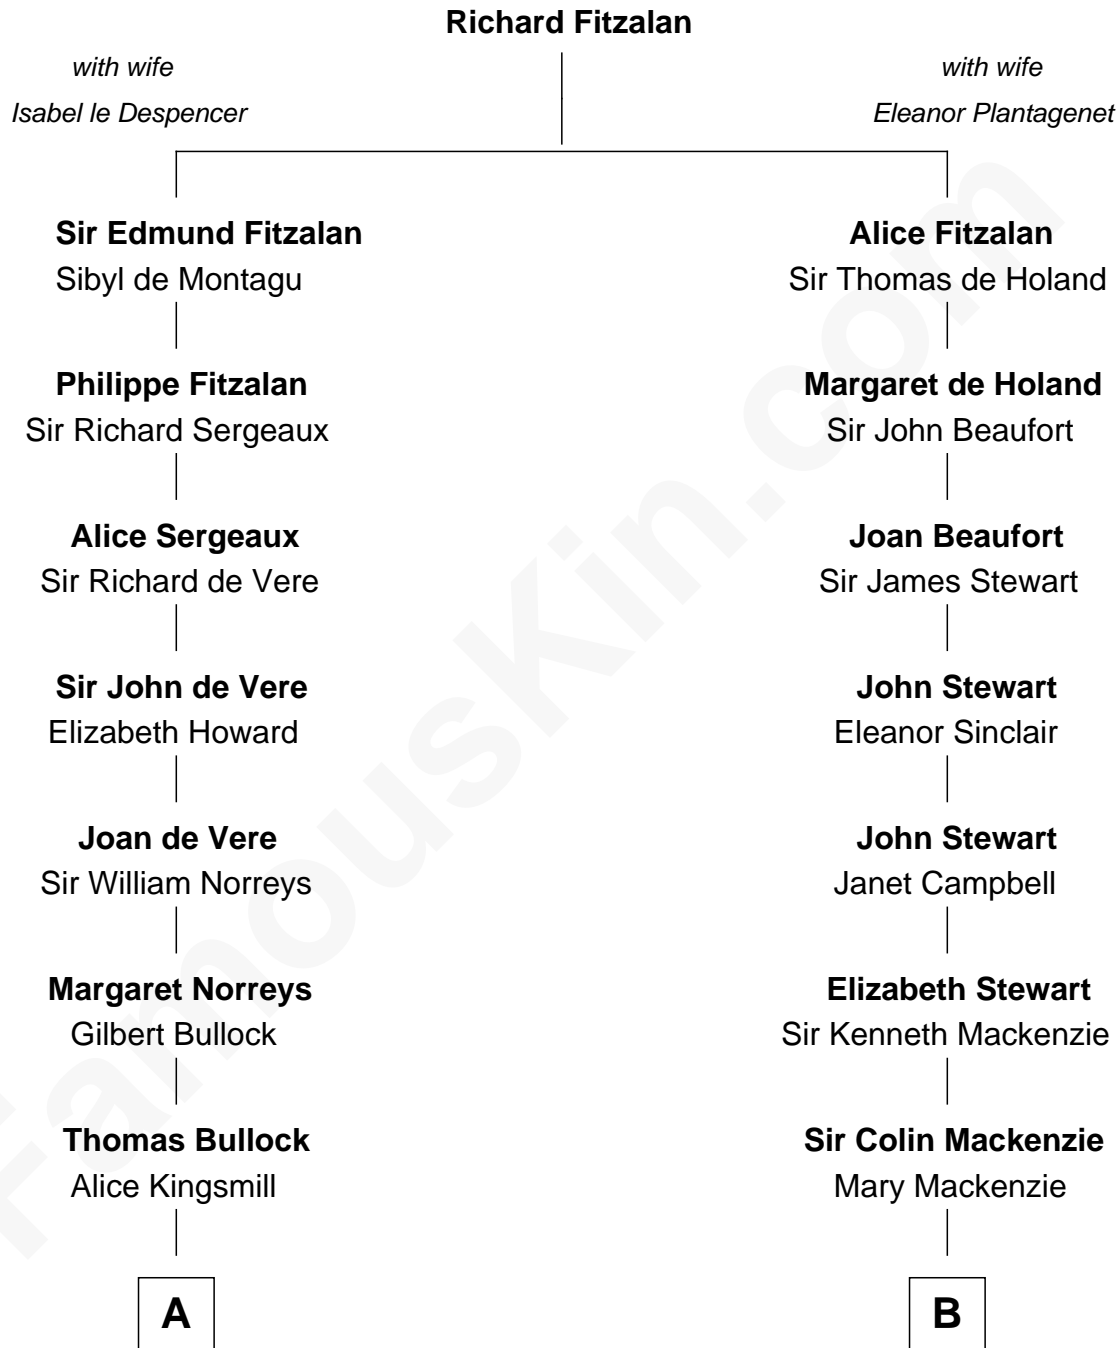 Richard Fitzalan
with wife
Isabel le Despencer
with wife
Eleanor Plantagenet
Sir Edmund Fitzalan
Sibyl de Montagu
Alice Fitzalan
Sir Thomas de Holand
Philippe Fitzalan
Sir Richard Sergeaux
Margaret de Holand
Sir John Beaufort
Alice Sergeaux
Sir Richard de Vere
Joan Beaufort
Sir James Stewart
Sir John de Vere
Elizabeth Howard
John Stewart
Eleanor Sinclair
Joan de Vere
Sir William Norreys
John Stewart
Janet Campbell
Margaret Norreys
Gilbert Bullock
Elizabeth Stewart
Sir Kenneth Mackenzie
Thomas Bullock
Alice Kingsmill
Sir Colin Mackenzie
Mary Mackenzie
A
B
FamousKin.com